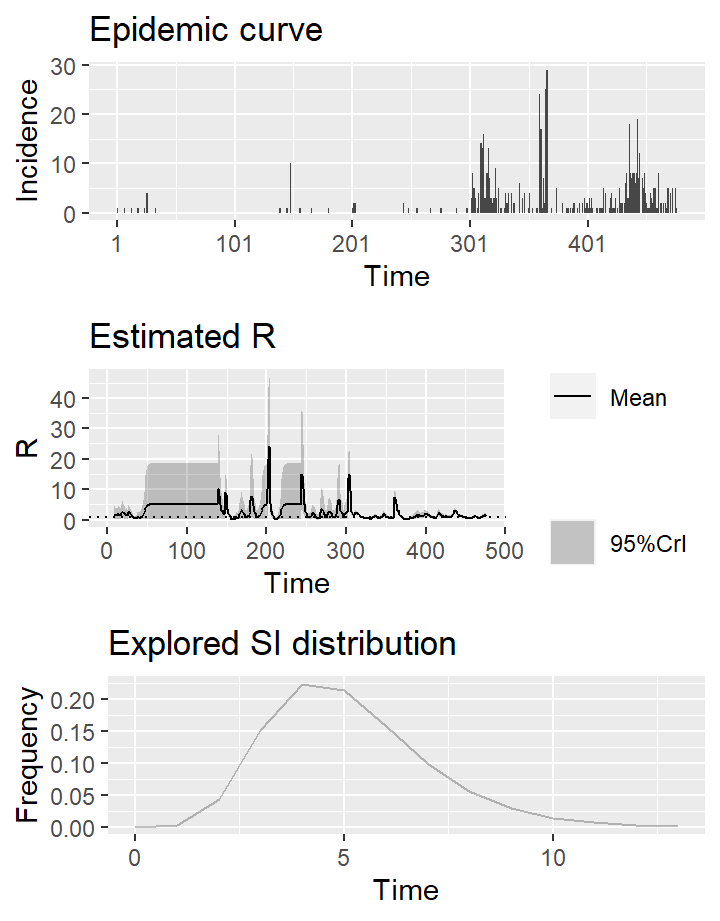 Epidemic curve
30
20
10
0
Incidence
1 101 201 301 401
Time
Estimated R
40
30
20
10
0
R
0 100 200 300 400 500
Time
Mean
95%CrI
Explored SI distribution
0.20
0.15
0.10
0.05
0.00
Frequency
0 5 10
Time